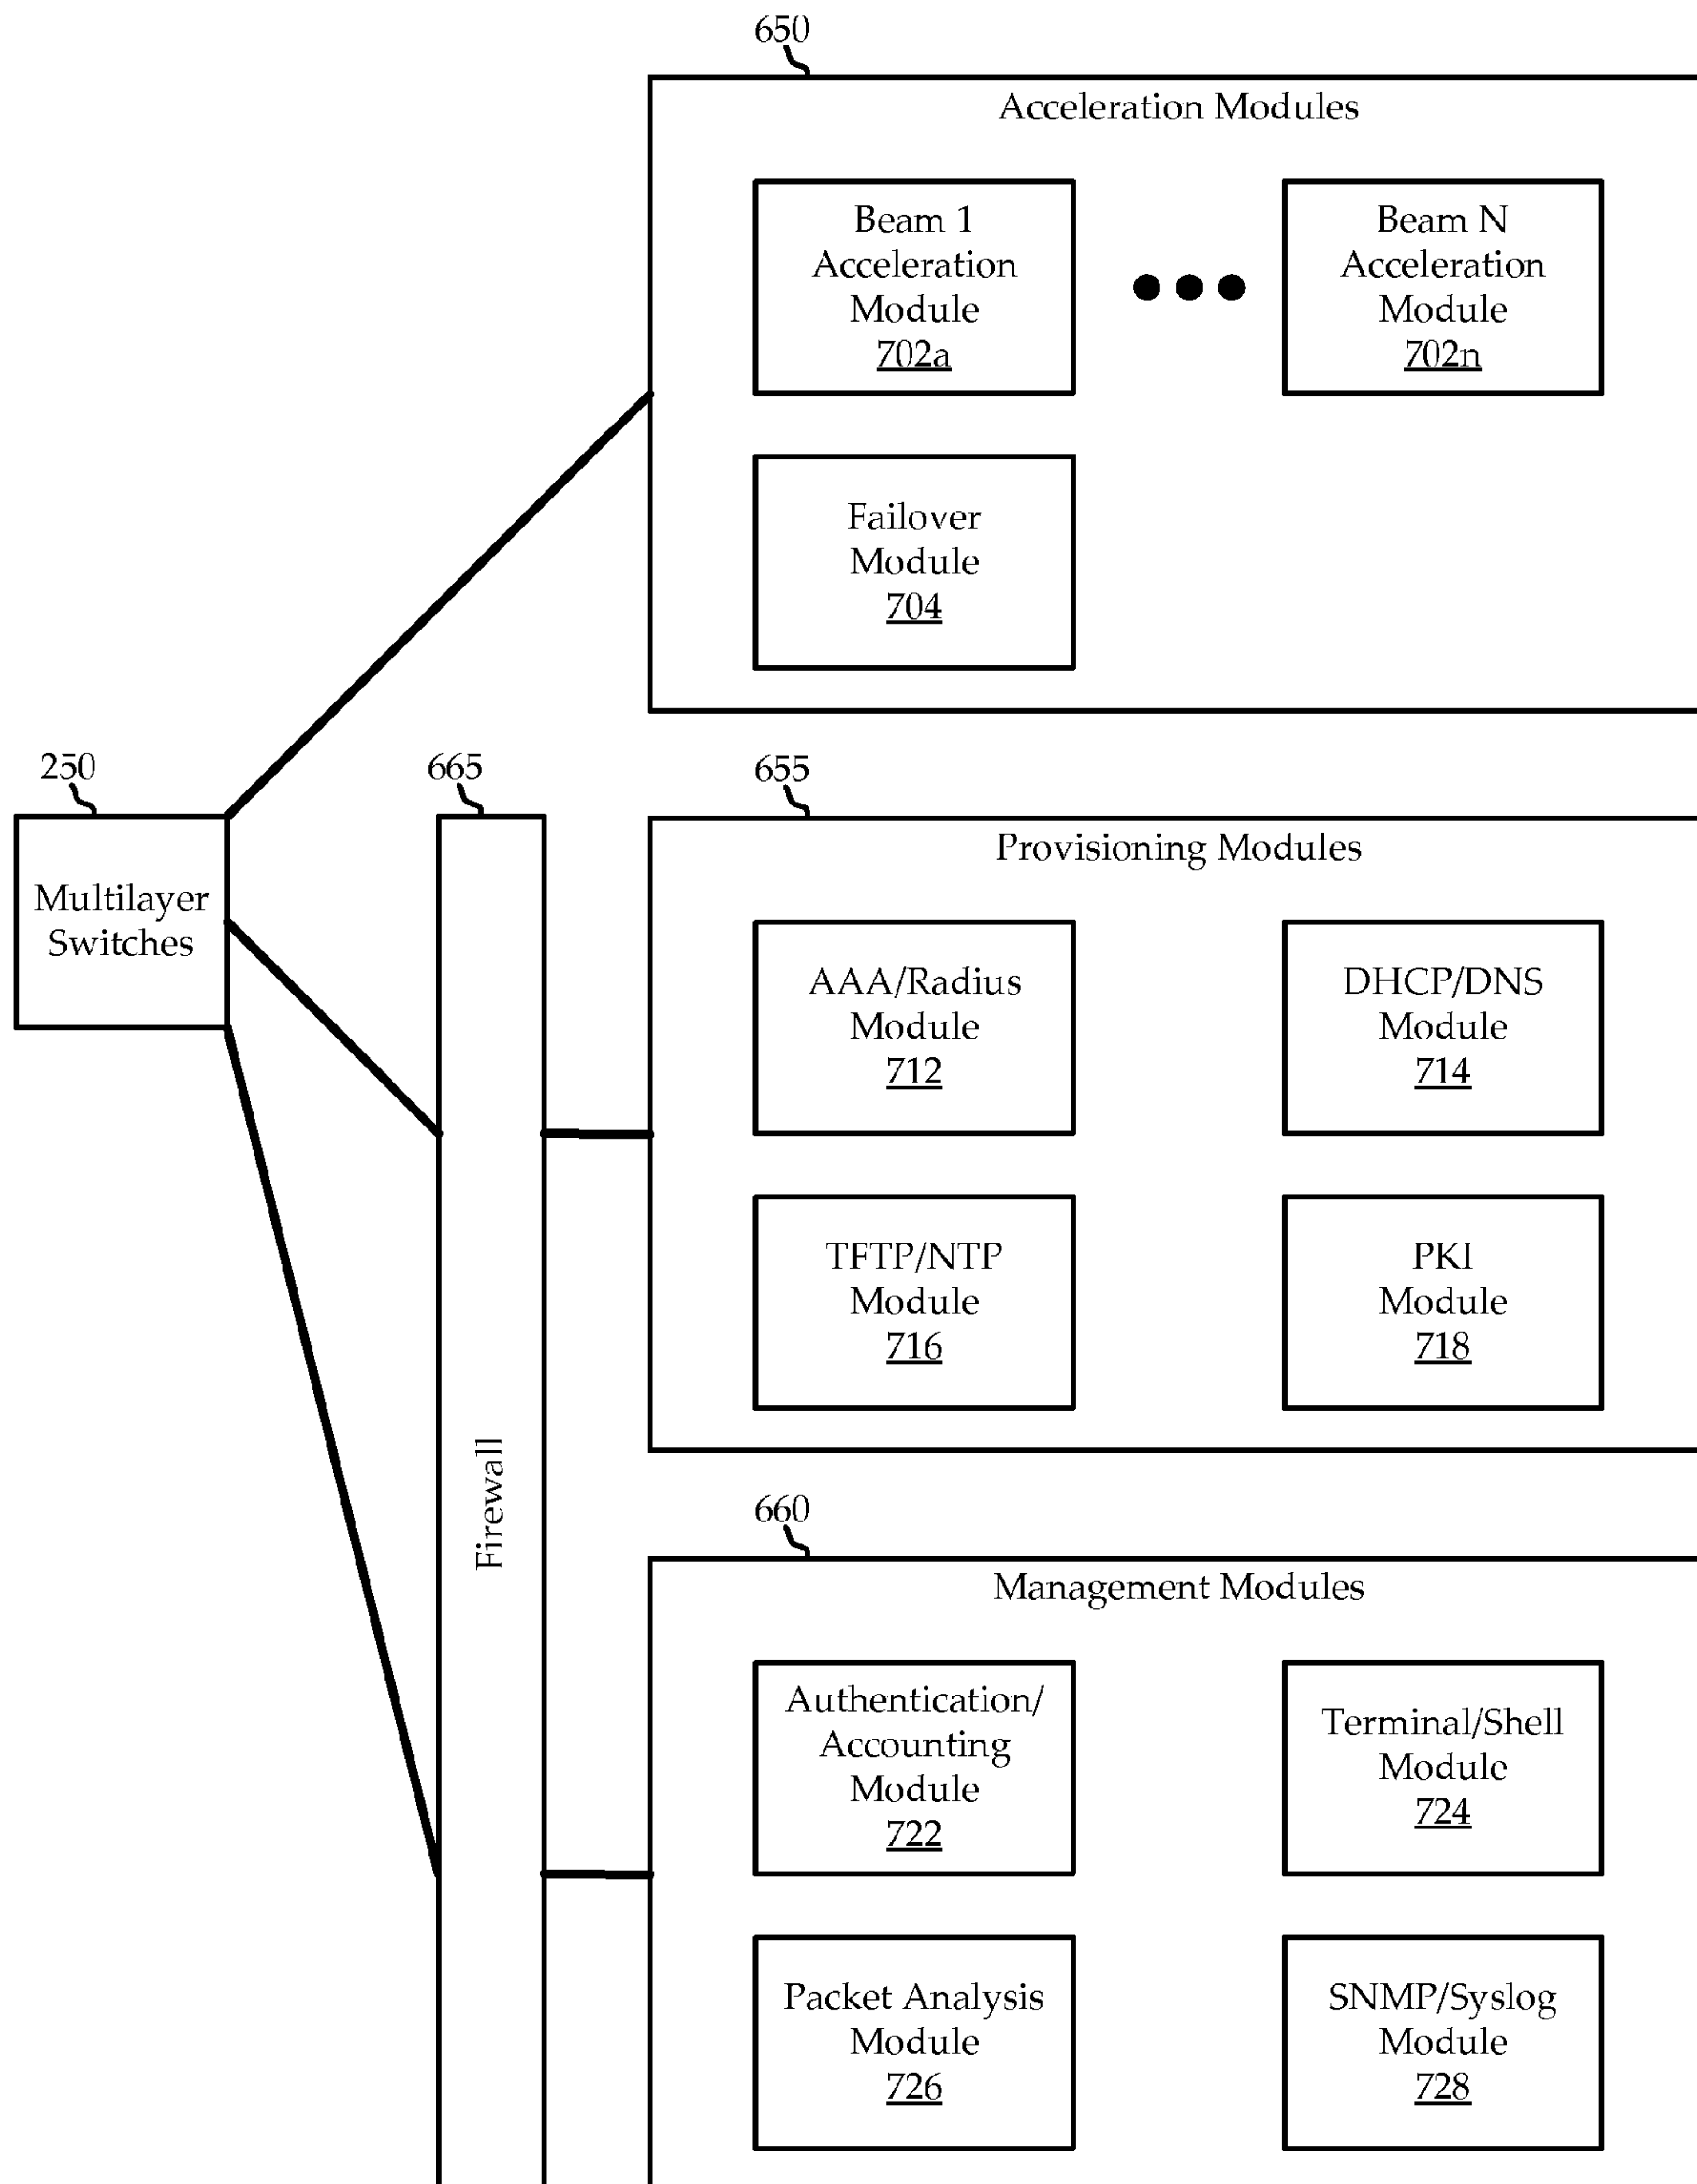 650
Acceleration Modules
Beam 1
Acceleration
Module
702a
Beam N
Acceleration
Module
702n
Failover
Module
704
250
Multilayer
Switches
665
Firewall
655
Provisioning Modules
AAA/Radius
Module
712
DHCP/DNS
Module
714
TFTP/NTP
Module
716
PKI
Module
718
660
Management Modules
Authentication/
Accounting
Module
722
Terminal/Shell
Module
724
Packet Analysis
Module
726
SNMP/Syslog
Module
728